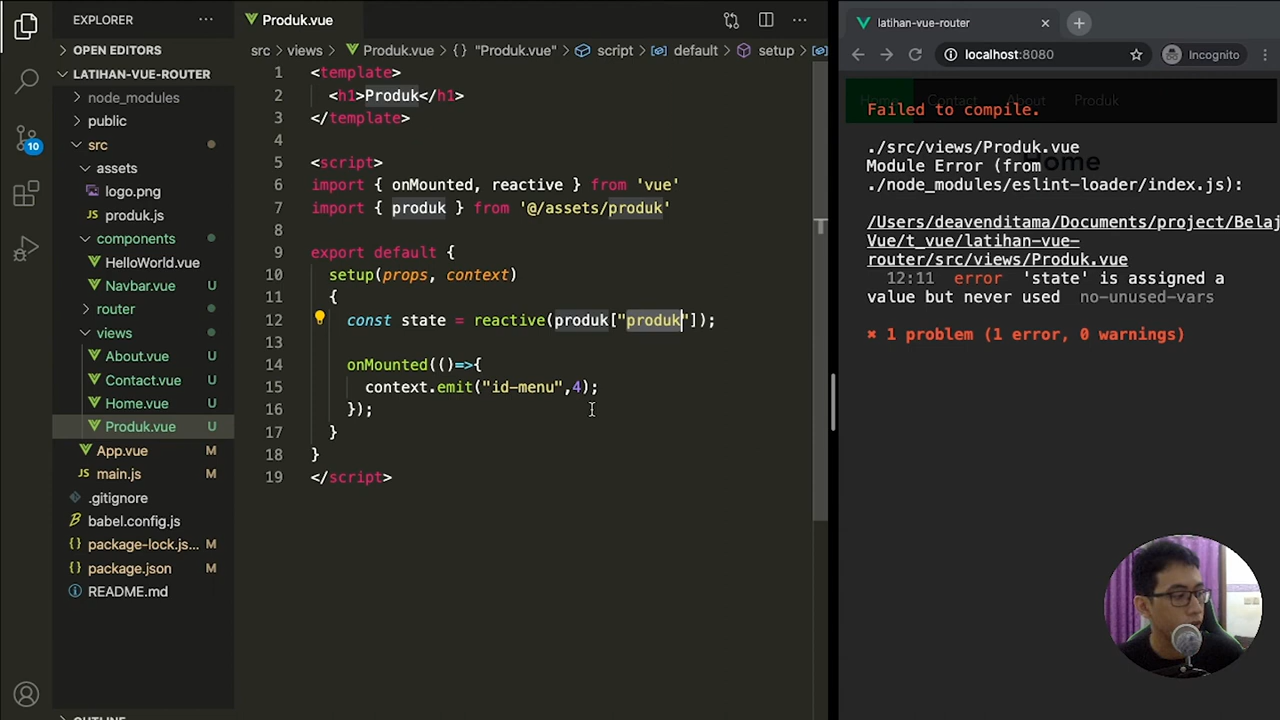 EXPLORER
OPEN EDITORS
LATIHAN-VUE-ROUTER
node_modules
public
src
assets
logo.png
produk.js
components
HelloWorld.vue
Navbar.vue U
router
views
About.vue U
Contact.vue U
Home.vue U
Produk.vue U
App.vue M
main.js M
.gitignore
babel.config.js
package-lock.js... M
package.json M
README.md
10
Produk.vue
src views Produk.vue {} "Produk.vue" script default setup
1 <template>
2 <h1>Produk</h1>
3 </template>
4
5 <script>
6 import { onMounted, reactive } from 'vue'
7 import { produk } from '@/assets/produk'
8
9 export default {
10 setup(props, context)
11 {
12 const state = reactive(produk["produk"]);
13
14 onMounted(()=>{
15 context.emit("id-menu",4);
16 });
17 }
18 }
19 </script>
latihan-vue-router
localhost:8080 Incognito
Contact About Produk
Home
Failed to compile.
./src/views/Produk.vue
Module Error (from
./node_modules/eslint-loader/index.js):
/Users/deavenditama/Documents/project/Belaj
Vue/t_vue/latihan-vue-
router/src/views/Produk.vue
12:11 error 'state' is assigned a
value but never used no-unused-vars
✖ 1 problem (1 error, 0 warnings)